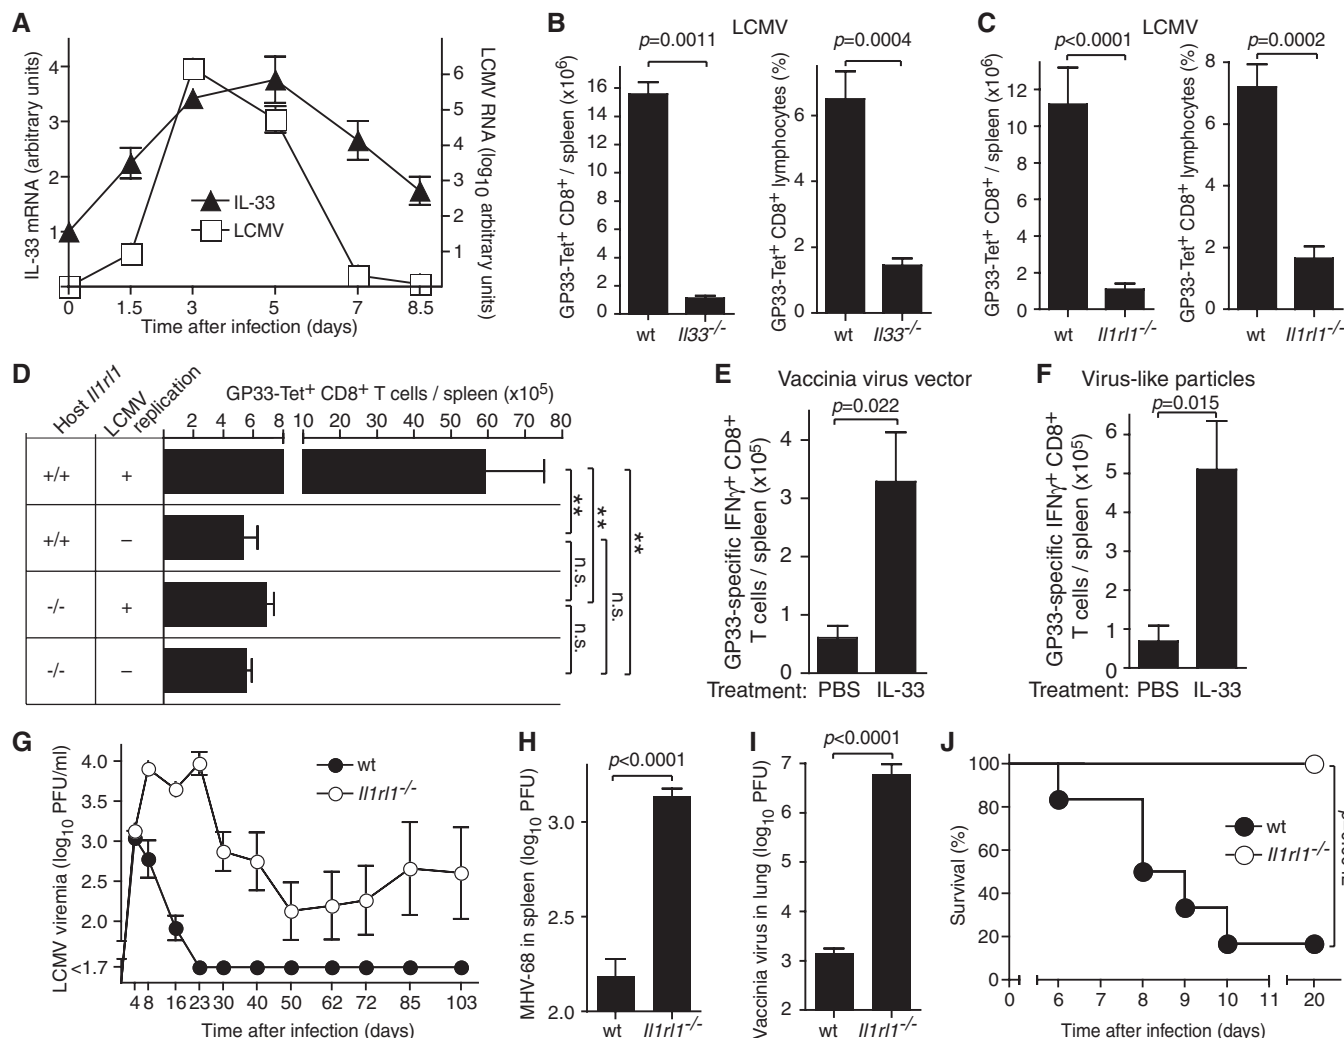 A
IL-33 mRNA (arbitrary units)
4
3
2
1
LCMV RNA (log10 arbitrary units)
6
5
4
3
2
1
IL-33
LCMV
0 1.5 3 5 7 8.5
Time after infection (days)
B
LCMV
p=0.0011
GP33-Tet+ CD8+ / spleen (x10^6)
16
14
12
10
8
6
4
2
0
wt Il33-/-
p=0.0004
GP33-Tet+ CD8+ lymphocytes (%)
6
4
2
0
wt Il33-/-
C
LCMV
p<0.0001
GP33-Tet+ CD8+ / spleen (x10^6)
12
10
8
6
4
2
0
wt Il1rl1-/-
p=0.0002
GP33-Tet+ CD8+ lymphocytes (%)
8
6
4
2
0
wt Il1rl1-/-
D
Host Il1rl1
LCMV replication
GP33-Tet+ CD8+ T cells / spleen (x10^5)
2 4 6 8 10 20 30 40 50 60 70 80
+/+ +
+/+ –
-/- +
-/- –
**
**
**
n.s.
n.s.
n.s.
E
Vaccinia virus vector
p=0.022
GP33-specific IFNγ+ CD8+
T cells / spleen (x10^5)
4
3
2
1
0
Treatment: PBS IL-33
F
Virus-like particles
p=0.015
GP33-specific IFNγ+ CD8+
T cells / spleen (x10^5)
6
5
4
3
2
1
0
Treatment: PBS IL-33
G
LCMV viremia (log10 PFU/ml)
4.0
3.5
3.0
2.5
2.0
<1.7
wt
Il1rl1-/-
4 8 16 23 30 40 50 62 72 85 103
Time after infection (days)
H
p<0.0001
MHV-68 in spleen (log10 PFU)
3.0
2.5
2.0
wt Il1rl1-/-
I
p<0.0001
Vaccinia virus in lung (log10 PFU)
7
6
5
4
3
2
wt Il1rl1-/-
J
Survival (%)
100
80
60
40
20
0
wt
Il1rl1-/-
0 6 7 8 9 10 11 20
Time after infection (days)